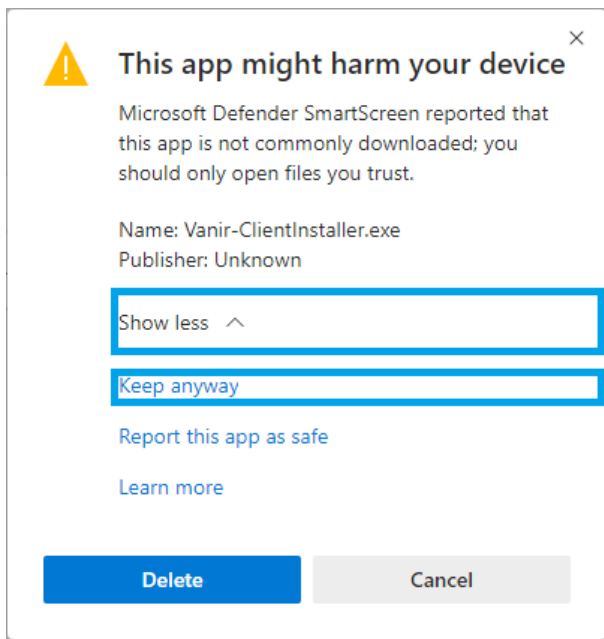 This app might harm your device
Microsoft Defender SmartScreen reported that
this app is not commonly downloaded; you
should only open files you trust.
Name: Vanir-ClientInstaller.exe
Publisher: Unknown
Show less
Keep anyway
Report this app as safe
Learn more
Delete
Cancel